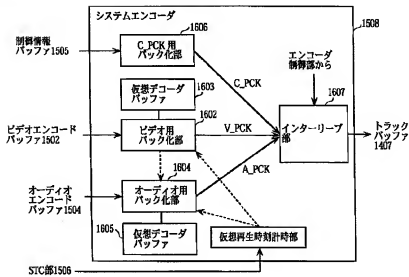 システムエンコーダ
1508
1606
制御情報
バッファ1505
C_PCK用
パック化部
エンコーダ
制御部から
仮想デコーダ
バッファ
1603
C_PCK
1607
1602
ビデオエンコード
バッファ1502
ビデオ用
パック化部
V_PCK
インターリーブ
部
トラック
バッファ
1407
1604
A_PCK
オーディオ
エンコード
バッファ1504
オーディオ用
パック化部
1605
仮想デコーダ
バッファ
仮想再生時刻計時部
STC部1506